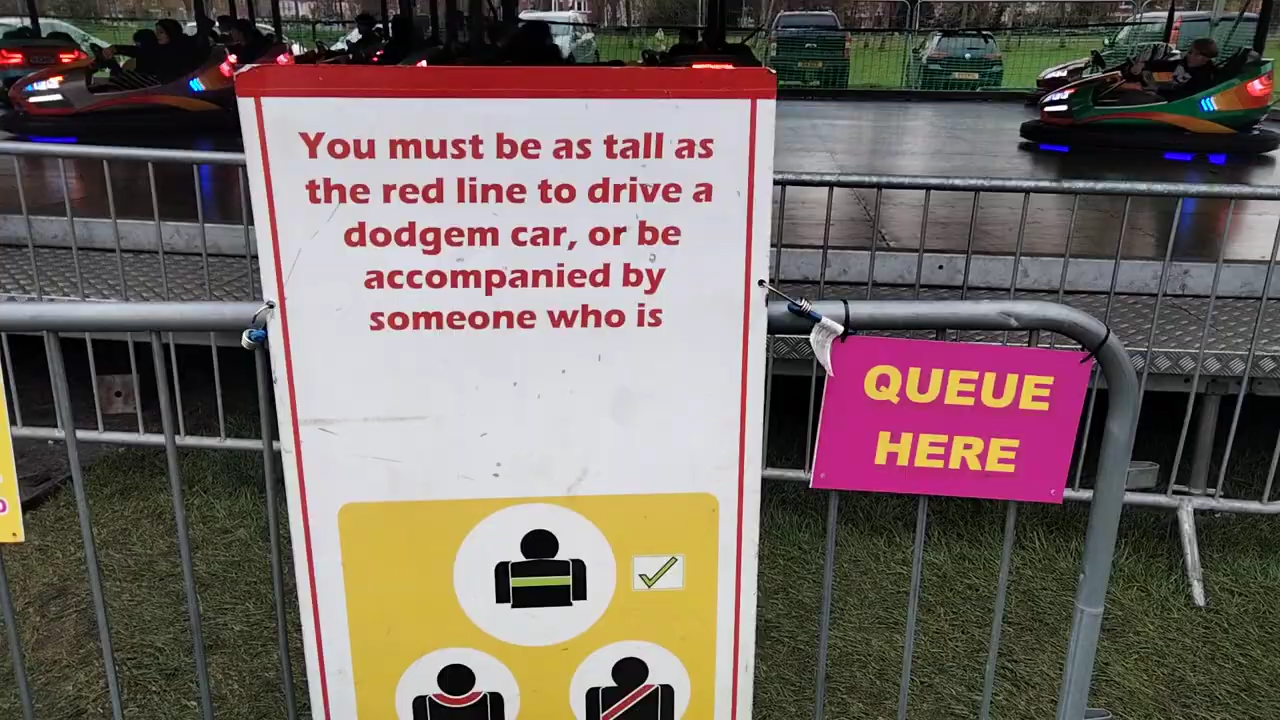 You must be as tall as
the red line to drive a
dodgem car, or be
accompanied by
someone who is
QUEUE
HERE